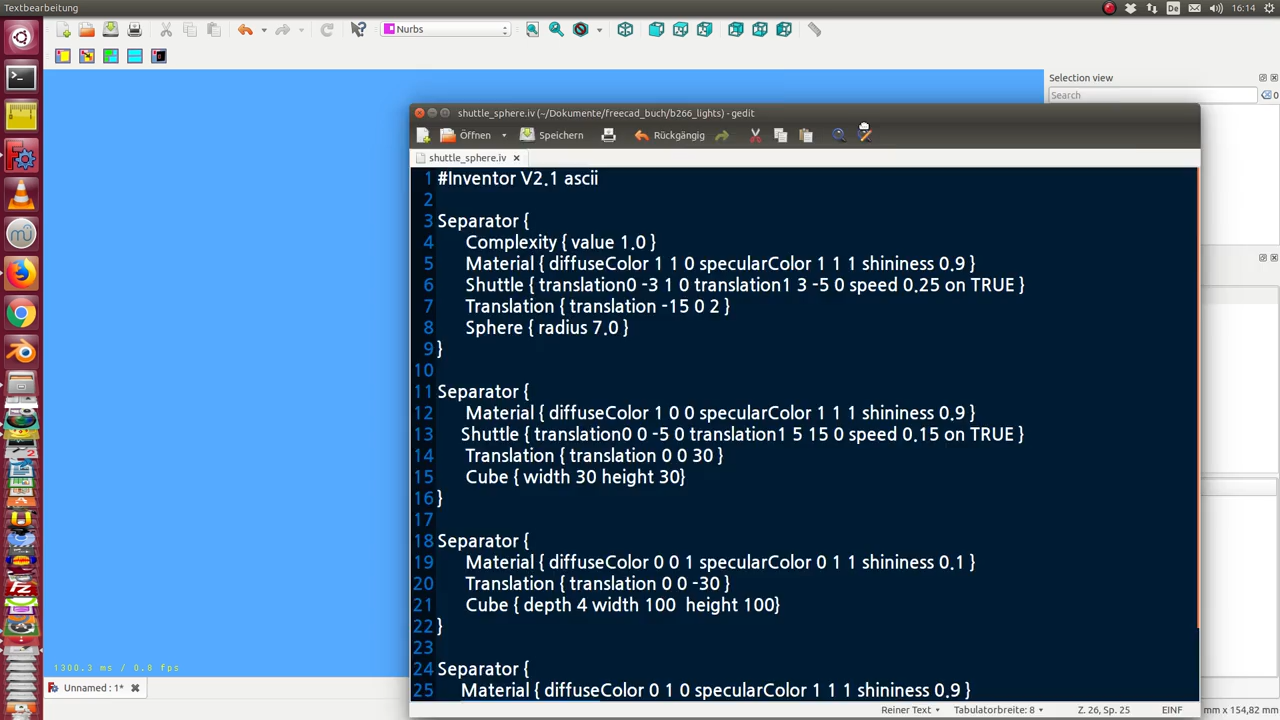 Textbearbeitung
De
16:14
Nurbs
Selection view
Search
0
shuttle_sphere.iv (~/Dokumente/freecad_buch/b266_lights) - gedit
Öffnen
Speichern
Rückgängig
shuttle_sphere.iv
1 #Inventor V2.1 ascii
2
3 Separator {
4 Complexity { value 1.0 }
5 Material { diffuseColor 1 1 0 specularColor 1 1 1 shininess 0.9 }
6 Shuttle { translation0 -3 1 0 translation1 3 -5 0 speed 0.25 on TRUE }
7 Translation { translation -15 0 2 }
8 Sphere { radius 7.0 }
9 }
10
11 Separator {
12 Material { diffuseColor 1 0 0 specularColor 1 1 1 shininess 0.9 }
13 Shuttle { translation0 0 -5 0 translation1 5 15 0 speed 0.15 on TRUE }
14 Translation { translation 0 0 30 }
15 Cube { width 30 height 30}
16 }
17
18 Separator {
19 Material { diffuseColor 0 0 1 specularColor 0 1 1 shininess 0.1 }
20 Translation { translation 0 0 -30 }
21 Cube { depth 4 width 100  height 100}
22 }
23
24 Separator {
25 Material { diffuseColor 0 1 0 specularColor 1 1 1 shininess 0.9 }
1300.3 ms / 0.8 fps
Unnamed : 1*
Reiner Text
Tabulatorbreite: 8
Z. 26, Sp. 25
EINF
mm x 154,82 mm